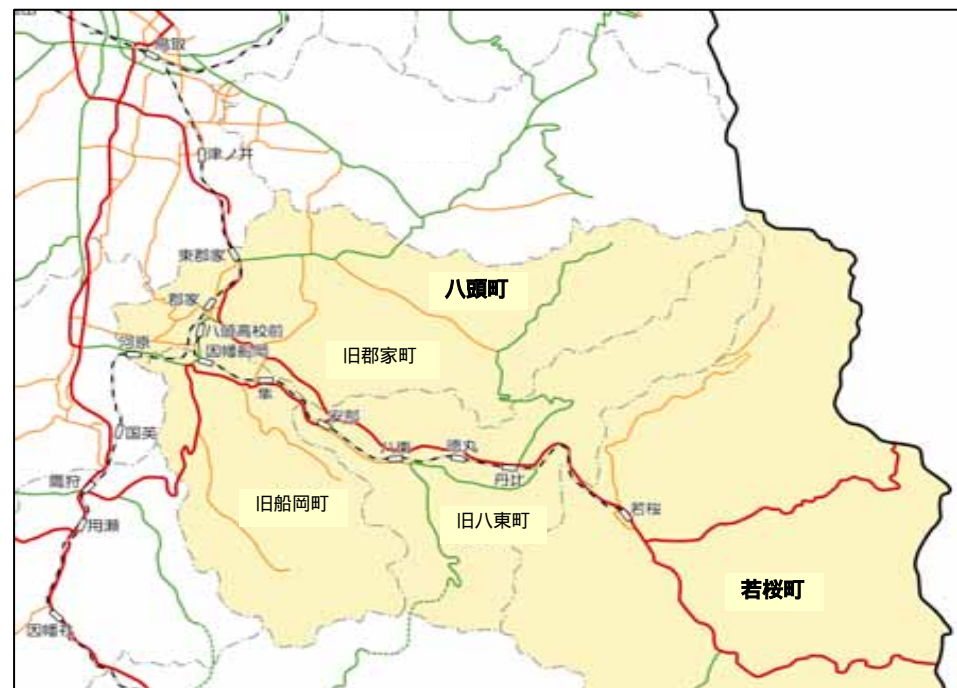 鳥取
津ノ井
東郡家
八頭町
郡家
八頭高校前
河原
因幡船岡
旧郡家町
隼
安部
国英
八東
徳丸
丹比
鷹狩
旧船岡町
旧八東町
若桜
用瀬
若桜町
因幡社